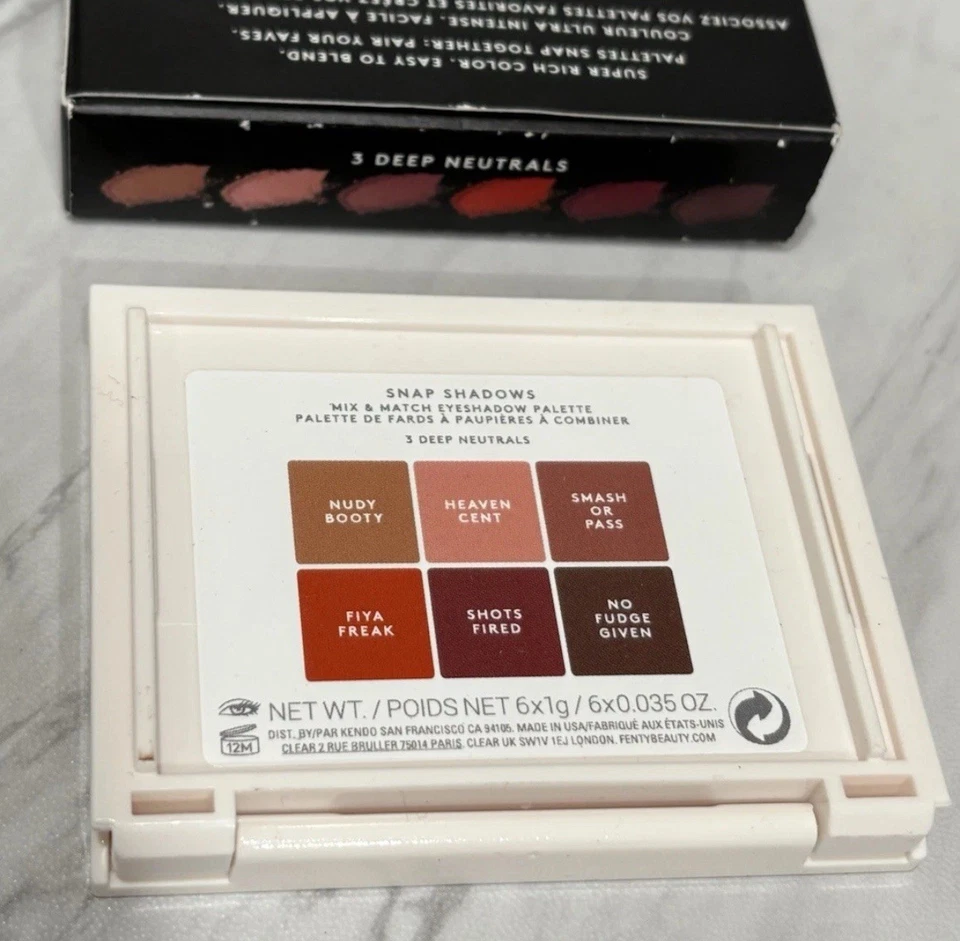 SUPER RICH COLOR. EASY TO BLEND.
PALETTES SNAP TOGETHER: PAIR YOUR FAVES.
COULEUR ULTRA INTENSE. FACILE À APPLIQUER.
ASSOCIEZ VOS PALETTES FAVORITES ET CRÉEZ VOS
3 DEEP NEUTRALS
SNAP SHADOWS
MIX & MATCH EYESHADOW PALETTE
PALETTE DE FARDS À PAUPIÈRES À COMBINER
3 DEEP NEUTRALS
NUDY
BOOTY
HEAVEN
CENT
SMASH
OR
PASS
FIYA
FREAK
SHOTS
FIRED
NO
FUDGE
GIVEN
NET WT. / POIDS NET 6x1g / 6x0.035 OZ.
12M
DIST. BY/PAR KENDO SAN FRANCISCO CA 94105. MADE IN USA/FABRIQUÉ AUX ÉTATS-UNIS
CLEAR 2 RUE BRULLER 75014 PARIS. CLEAR UK SW1V 1EJ LONDON. FENTYBEAUTY.COM